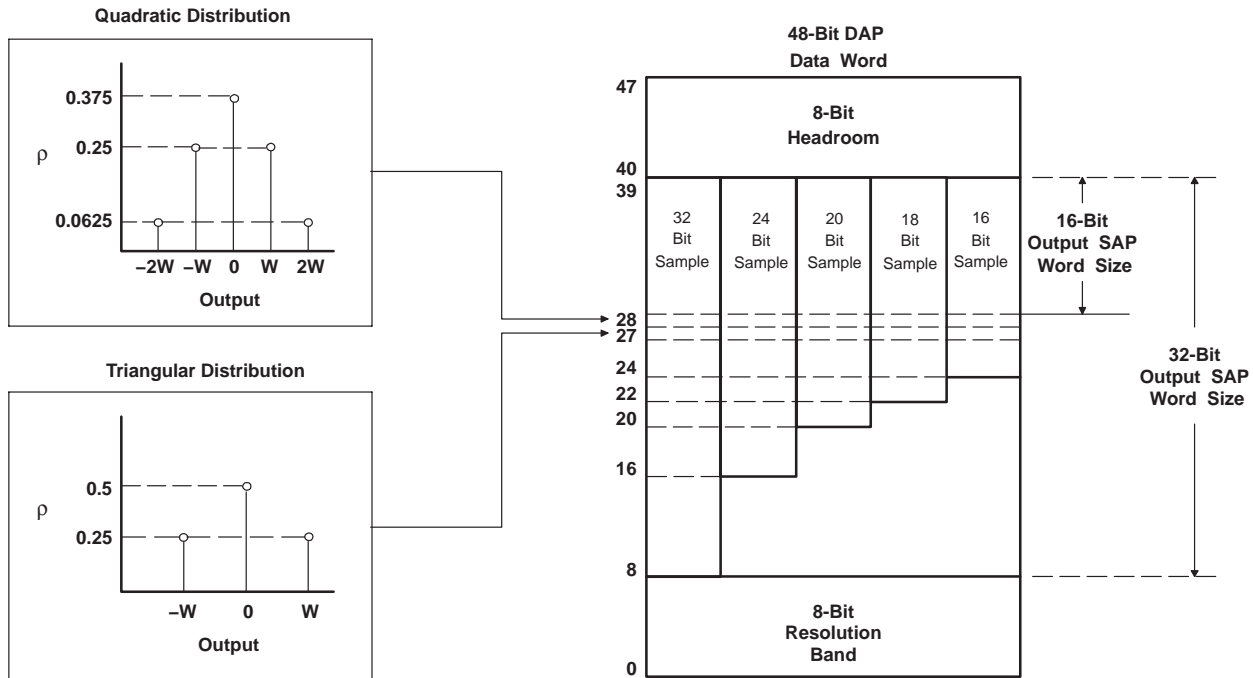 Quadratic Distribution
0.375
0.25
ρ
0.0625
−2W −W 0 W 2W
Output
Triangular Distribution
0.5
ρ
0.25
−W 0 W
Output
48-Bit DAP
Data Word
47
8-Bit
Headroom
40
39
32
Bit
Sample
24
Bit
Sample
20
Bit
Sample
18
Bit
Sample
16
Bit
Sample
16-Bit
Output SAP
Word Size
28
27
24
22
20
16
8
32-Bit
Output SAP
Word Size
8-Bit
Resolution
Band
0